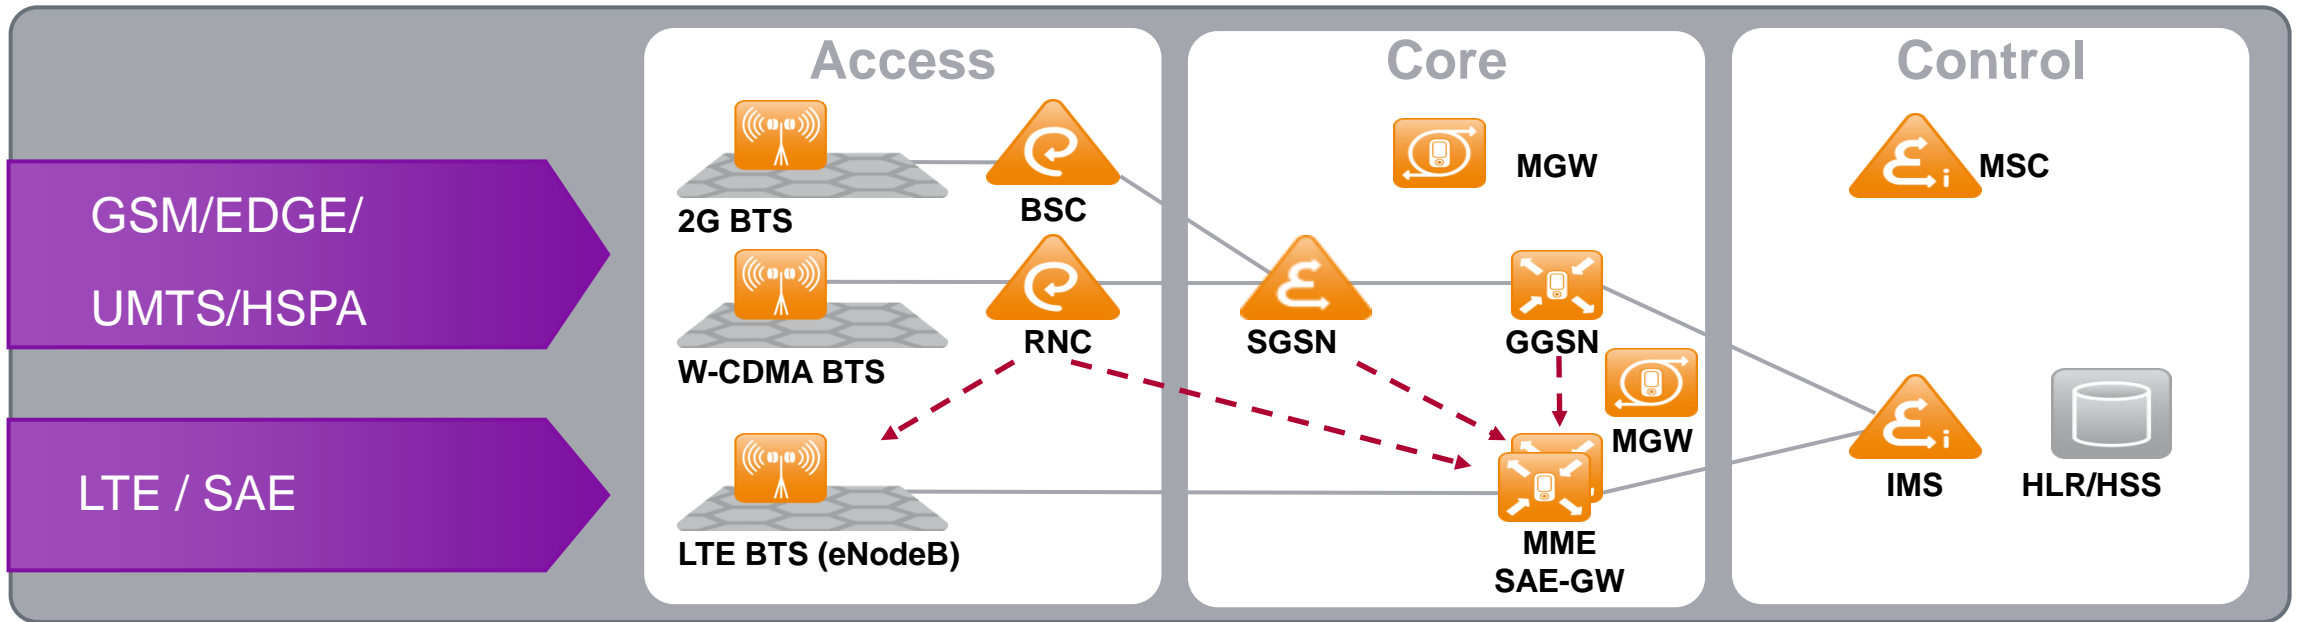 Access
Core
Control
GSM/EDGE/
UMTS/HSPA
LTE / SAE
2G BTS
BSC
MGW
MSC
W-CDMA BTS
RNC
SGSN
GGSN
MGW
LTE BTS (eNodeB)
MME
SAE-GW
IMS
HLR/HSS